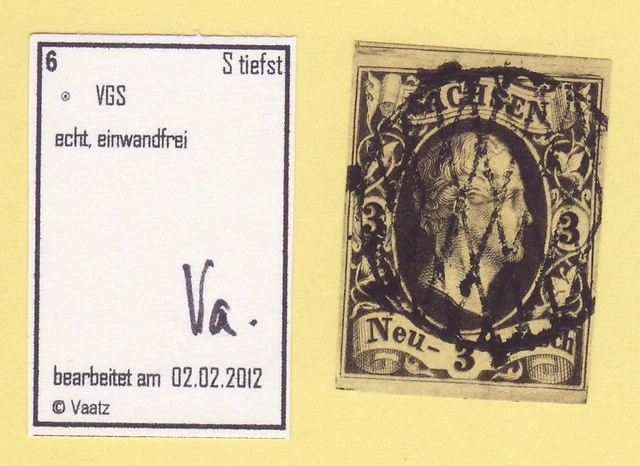 6 S tiefst
VGS
echt, einwandfrei
Va.
bearbeitet am 02.02.2012
© Vaatz
SACHSEN
3 3
Neu-
3